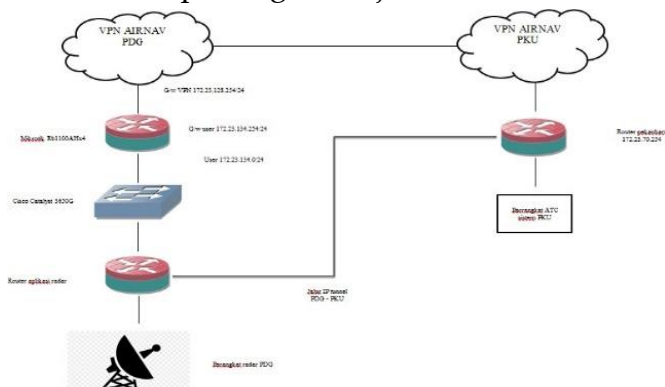 VPN AIRNAV
PDG
VPN AIRNAV
PKU
G/w VPN 172.25.128.254/24
Mikrotik Rb1100AHx4
G/w user 172.25.134.254/24
User 172.25.134.0/24
Router pekanbaru
172.25.70.254
Cisco Catalyst
Perangkat ATC
sistem PKU
Router aplikasi radar
Jalur IP tunnel
PDG - PKU
Perangkat radar PDG